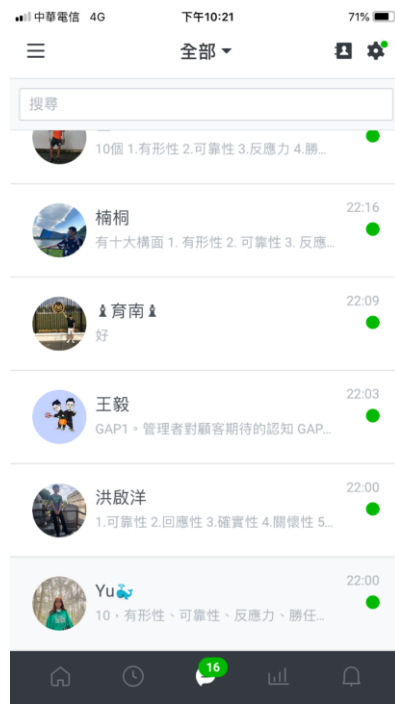 中華電信 4G 下午10:21 71%
全部
搜尋
10個 1.有形性 2.可靠性 3.反應力 4.勝...
楠桐 22:16
有十大構面 1. 有形性 2. 可靠性 3. 反應...
育南 22:09
好
王毅 22:03
GAP1。管理者對顧客期待的認知 GAP...
洪啟洋 22:00
1.可靠性 2.回應性 3.確實性 4.關懷性 5...
Yu 22:00
10，有形性、可靠性、反應力、勝任...
16